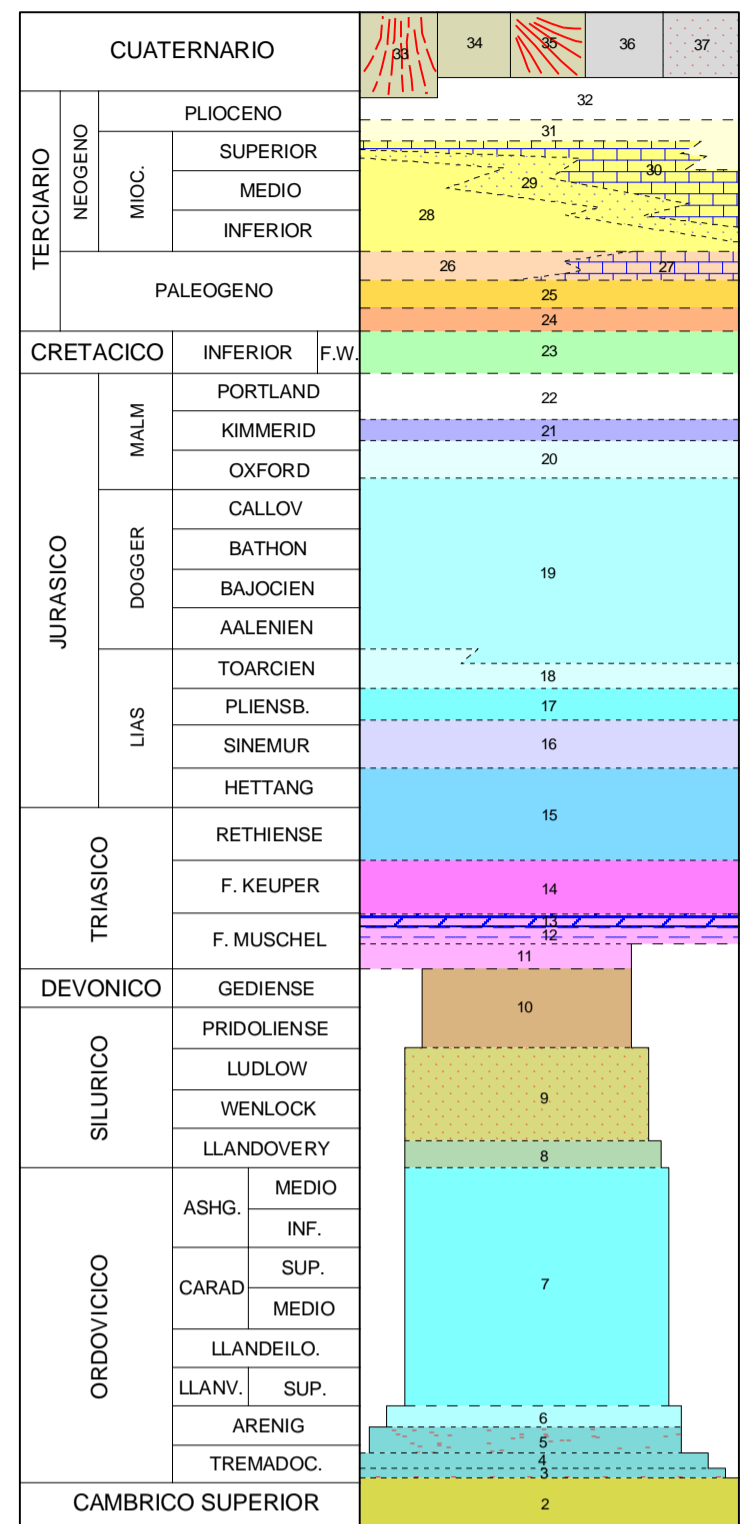 CUATERNARIO
33 34 35 36 37
TERCIARIO
NEOGENO
PLIOCENO
32
31
MIOC.
SUPERIOR
30
MEDIO
29
INFERIOR
28
PALEOGENO
26 27
25
24
CRETACICO INFERIOR F.W. 23
JURASICO
MALM
PORTLAND 22
KIMMERID 21
OXFORD 20
DOGGER
CALLOV
BATHON
19
BAJOCIEN
AALENIEN
LIAS
TOARCIEN 18
PLIENSB. 17
SINEMUR 16
HETTANG
15
TRIASICO
RETHIENSE
F. KEUPER 14
13
F. MUSCHEL 12
11
DEVONICO GEDIENSE
10
SILURICO
PRIDOLIENSE
LUDLOW
9
WENLOCK
LLANDOVERY 8
ORDOVICICO
ASHG.
MEDIO
INF.
CARAD
SUP.
7
MEDIO
LLANDEILO.
LLANV. SUP.
ARENIG 6
5
TREMADOC. 4
3
CAMBRICO SUPERIOR 2